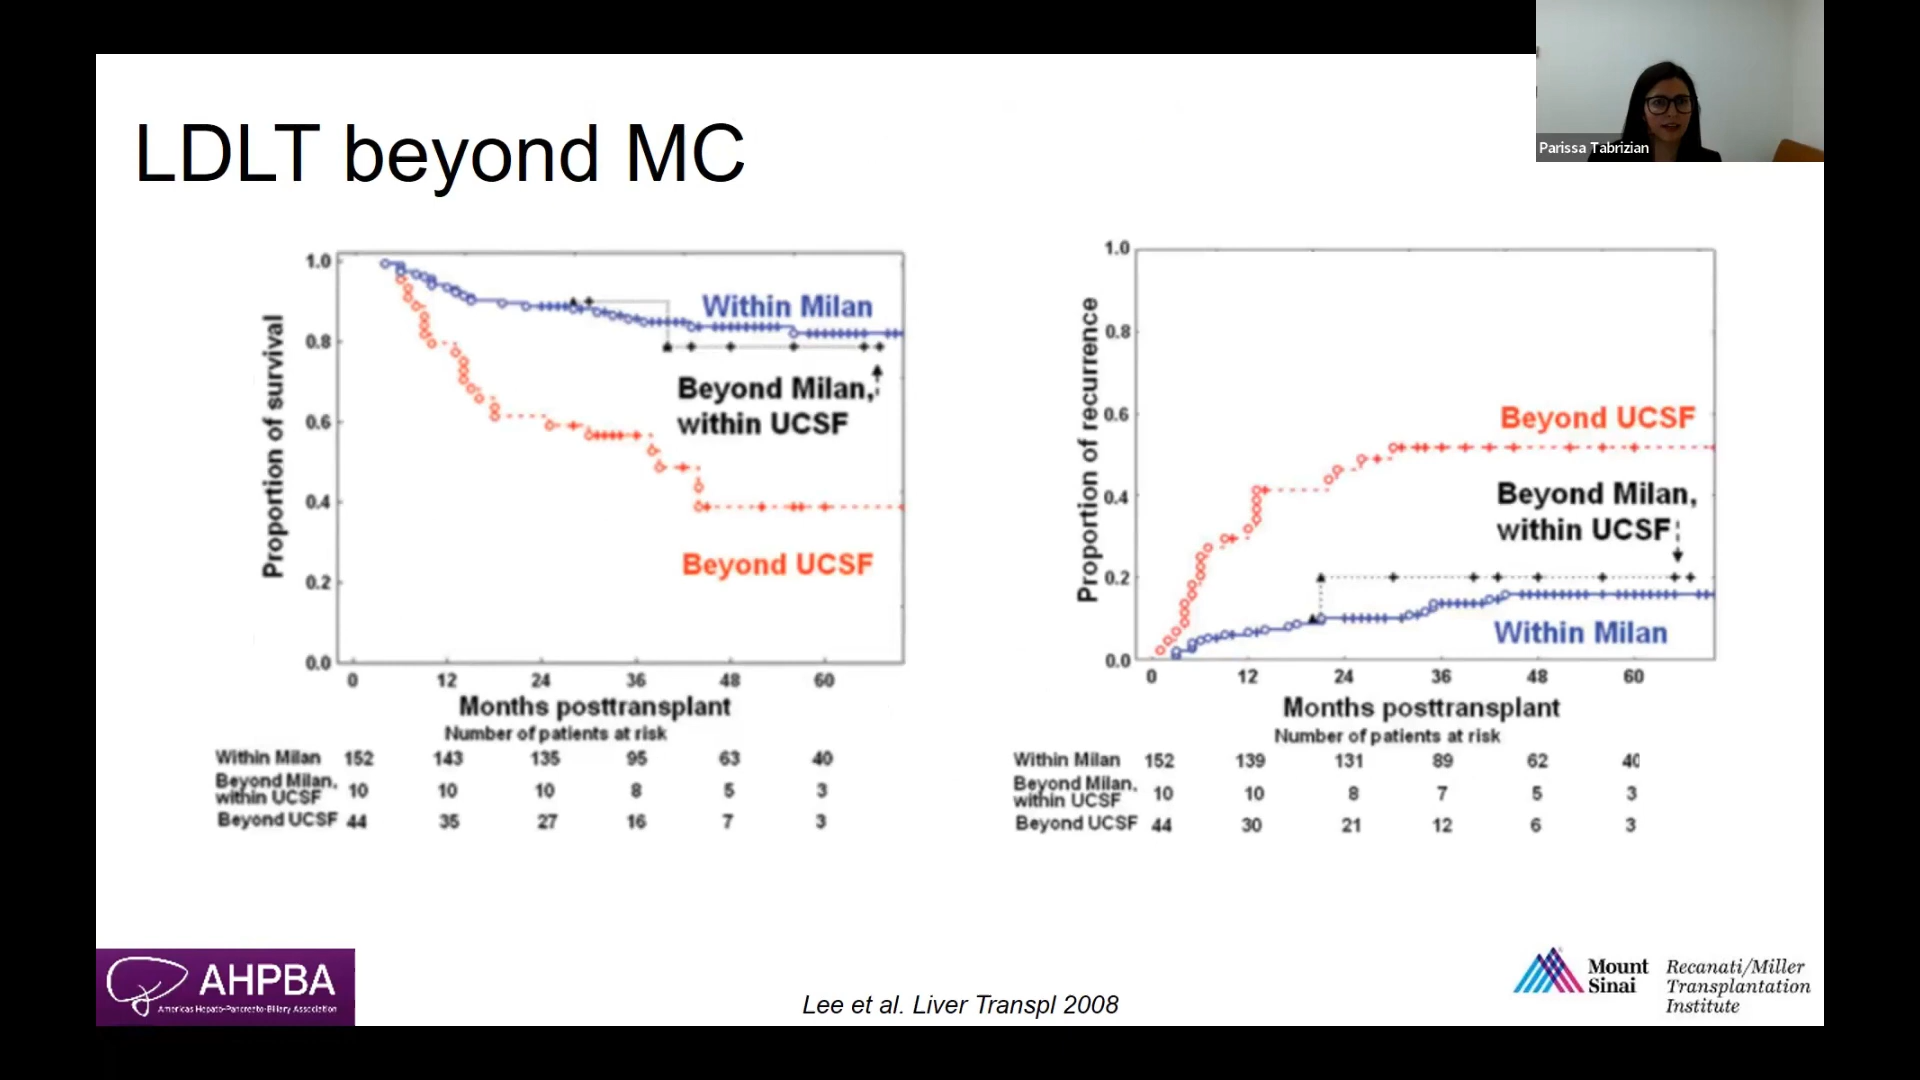 Parissa Tabrizian
LDLT beyond MC
Proportion of survival
1.0
0.8
0.6
0.4
0.2
0.0
Within Milan
Beyond Milan,
within UCSF
Beyond UCSF
0 12 24 36 48 60
Months posttransplant
Number of patients at risk
Within Milan 152 143 135 95 63 40
Beyond Milan,
within UCSF 10 10 10 8 5 3
Beyond UCSF 44 35 27 16 7 3
Proportion of recurrence
1.0
0.8
0.6
0.4
0.2
0.0
Beyond UCSF
Beyond Milan,
within UCSF
Within Milan
0 12 24 36 48 60
Months posttransplant
Number of patients at risk
Within Milan 152 139 131 89 62 40
Beyond Milan,
within UCSF 10 10 8 7 5 3
Beyond UCSF 44 30 21 12 6 3
AHPBA
Americas Hepato-Pancreato-Biliary Association
Lee et al. Liver Transpl 2008
Mount
Sinai
Recanati/Miller
Transplantation
Institute